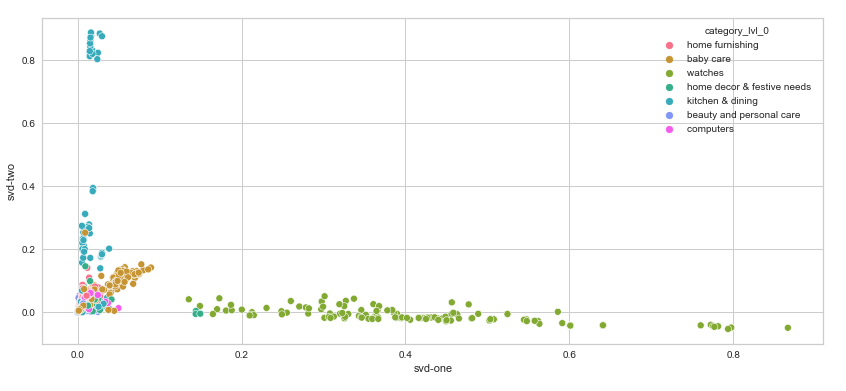 category_lvl_0
home furnishing
baby care
watches
home decor & festive needs
kitchen & dining
beauty and personal care
computers
0.8
0.6
0.4
0.2
0.0
svd-two
0.0 0.2 0.4 0.6 0.8
svd-one